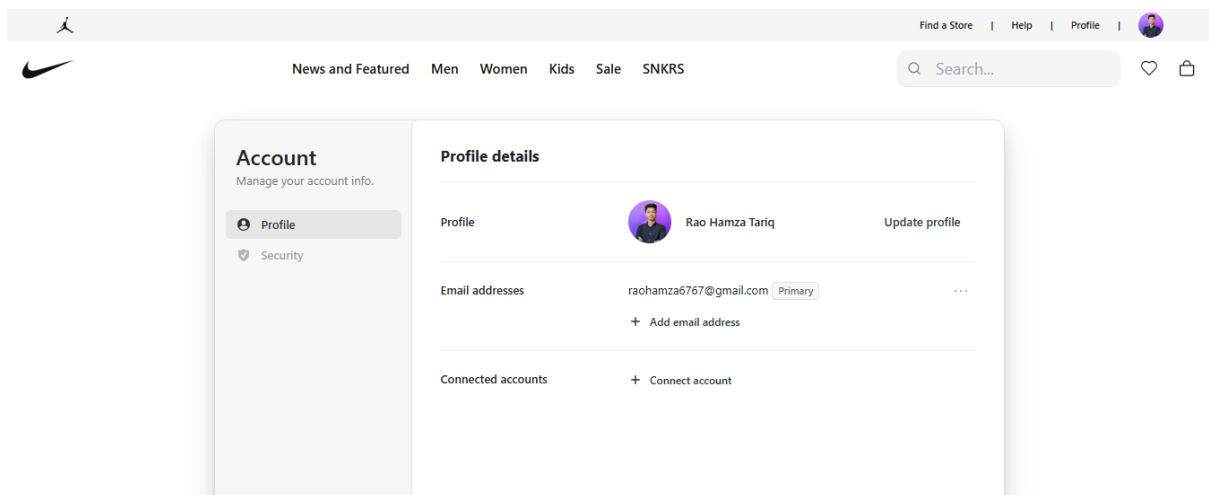 Find a Store | Help | Profile |
News and Featured Men Women Kids Sale SNKRS Search...
Account
Manage your account info.
Profile
Security
Profile details
Profile Rao Hamza Tariq Update profile
Email addresses raohamza6767@gmail.com Primary ...
+ Add email address
Connected accounts + Connect account